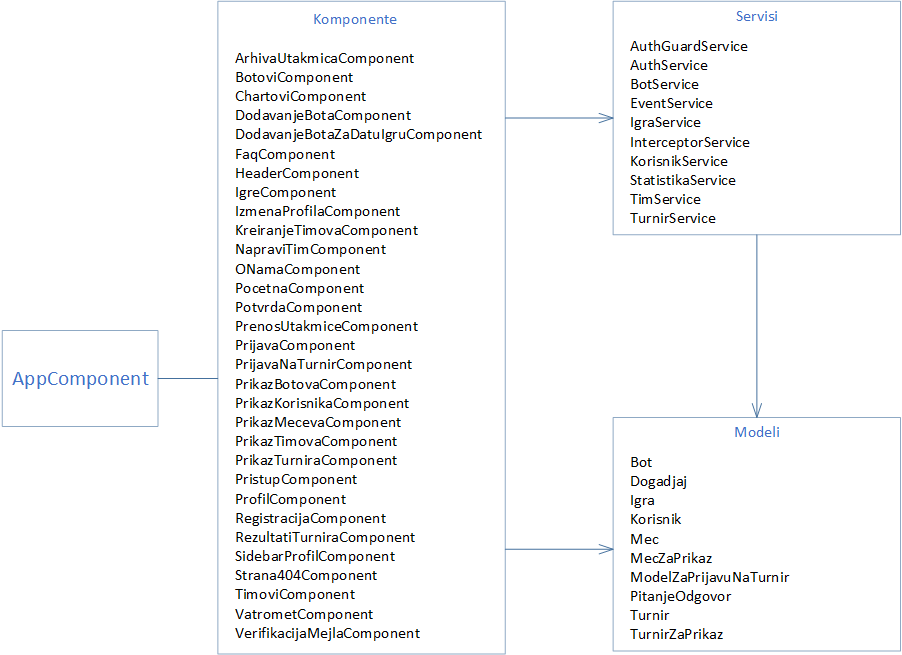 AppComponent
Komponente
ArhivaUtakmicaComponent
BotoviComponent
ChartoviComponent
DodavanjeBotaComponent
DodavanjeBotaZaDatuIgruComponent
FaqComponent
HeaderComponent
IgreComponent
IzmenaProfilaComponent
KreiranjeTimovaComponent
NapraviTimComponent
ONamaComponent
PocetnaComponent
PotvrdaComponent
PrenosUtakmiceComponent
PrijavaComponent
PrijavaNaTurnirComponent
PrikazBotovaComponent
PrikazKorisnikaComponent
PrikazMecevaComponent
PrikazTimovaComponent
PrikazTurniraComponent
PristupComponent
ProfilComponent
RegistracijaComponent
RezultatiTurniraComponent
SidebarProfilComponent
Strana404Component
TimoviComponent
VatrometComponent
VerifikacijaMejlaComponent
Servisi
AuthGuardService
AuthService
BotService
EventService
IgraService
InterceptorService
KorisnikService
StatistikaService
TimService
TurnirService
Modeli
Bot
Dogadjaj
Igra
Korisnik
Mec
MecZaPrikaz
ModelZaPrijavuNaTurnir
PitanjeOdgovor
Turnir
TurnirZaPrikaz